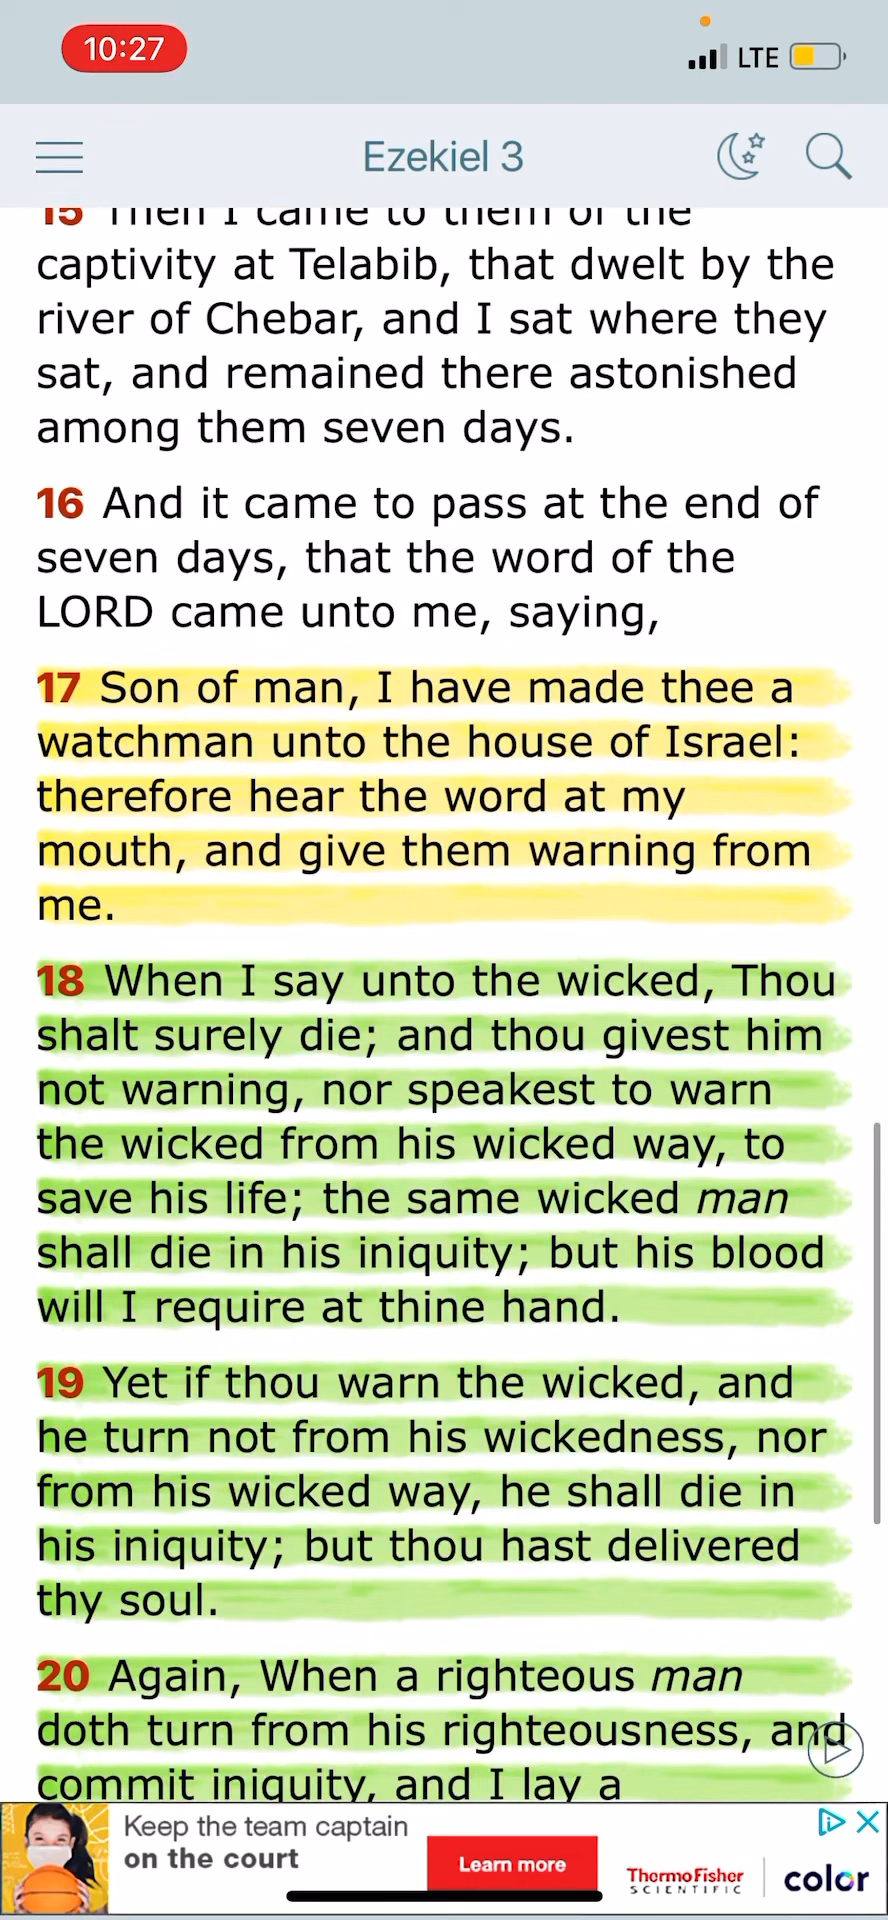 10:27
LTE
Ezekiel 3
15 Then I came to them of the
captivity at Telabib, that dwelt by the
river of Chebar, and I sat where they
sat, and remained there astonished
among them seven days.
16 And it came to pass at the end of
seven days, that the word of the
LORD came unto me, saying,
17 Son of man, I have made thee a
watchman unto the house of Israel:
therefore hear the word at my
mouth, and give them warning from
me.
18 When I say unto the wicked, Thou
shalt surely die; and thou givest him
not warning, nor speakest to warn
the wicked from his wicked way, to
save his life; the same wicked man
shall die in his iniquity; but his blood
will I require at thine hand.
19 Yet if thou warn the wicked, and
he turn not from his wickedness, nor
from his wicked way, he shall die in
his iniquity; but thou hast delivered
thy soul.
20 Again, When a righteous man
doth turn from his righteousness, and
commit iniquity, and I lay a
Keep the team captain
on the court
Learn more
ThermoFisher
SCIENTIFIC
color